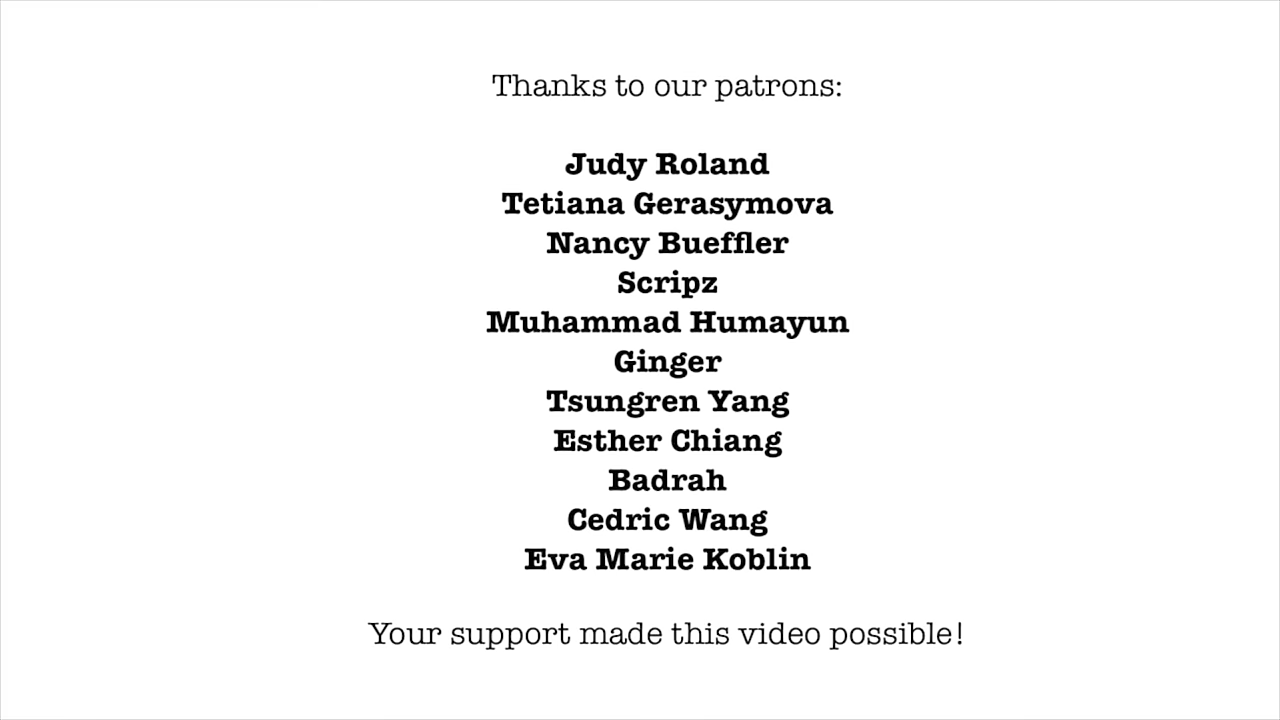 Thanks to our patrons:
Judy Roland
Tetiana Gerasymova
Nancy Bueffler
Scripz
Muhammad Humayun
Ginger
Tsungren Yang
Esther Chiang
Badrah
Cedric Wang
Eva Marie Koblin
Your support made this video possible!